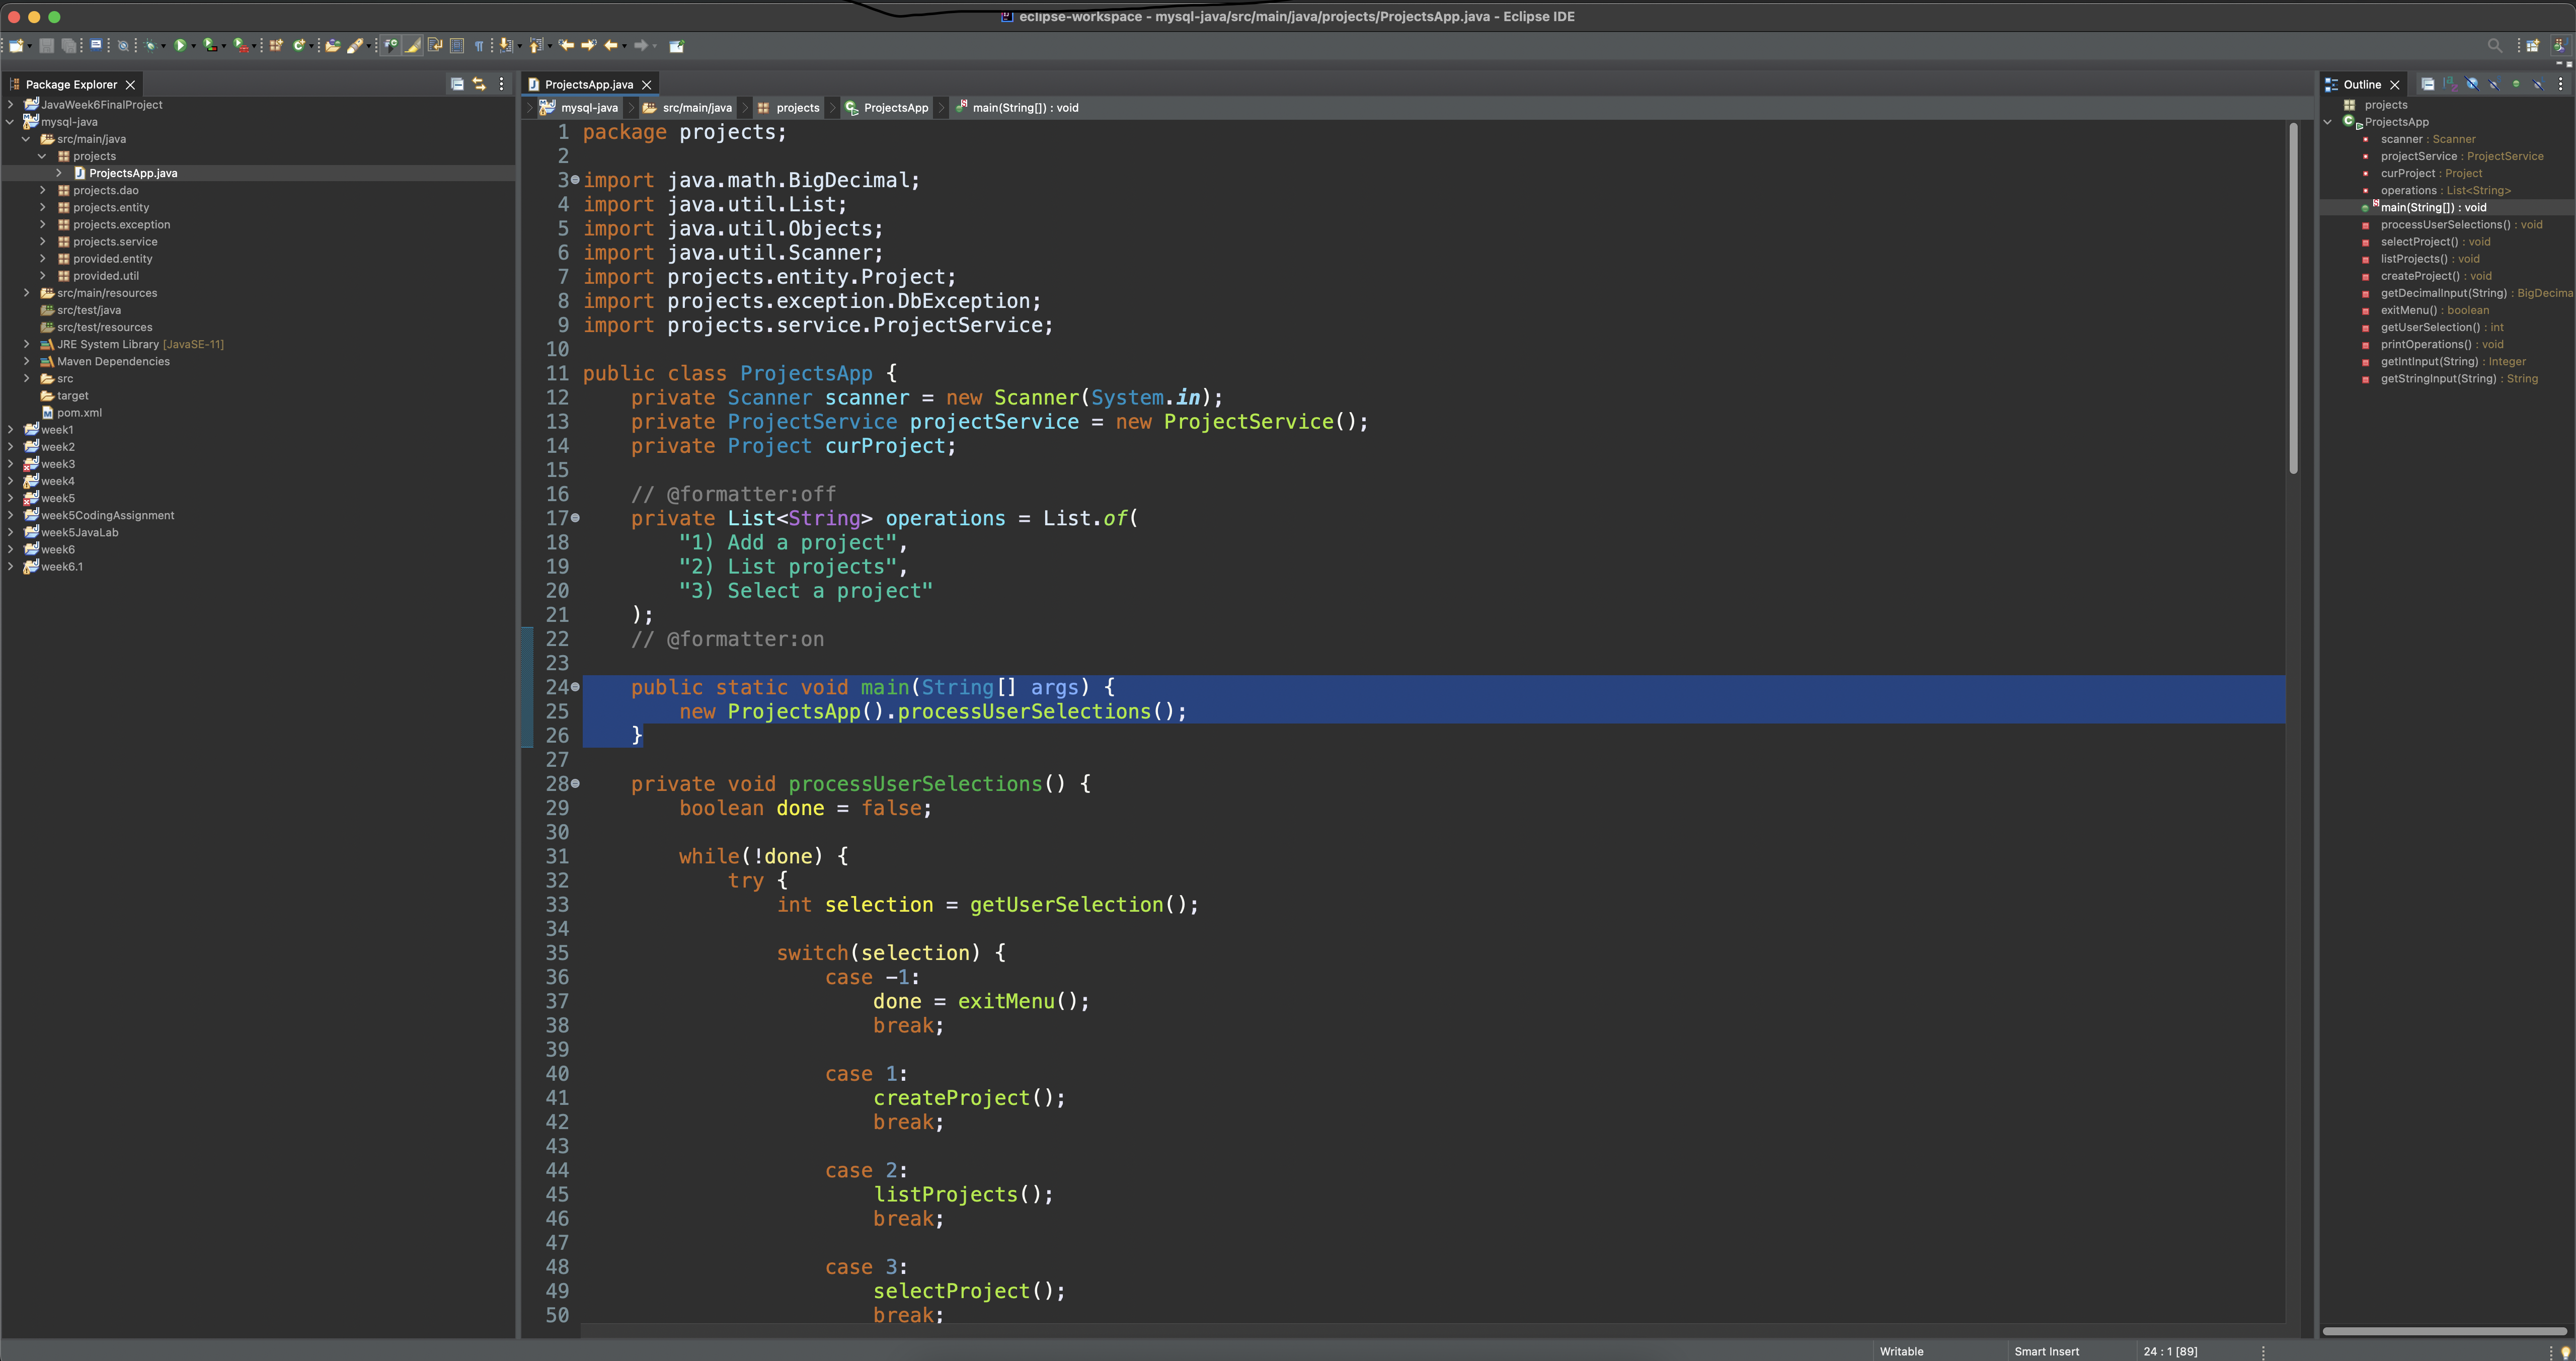 eclipse-workspace - mysql-java/src/main/java/projects/ProjectsApp.java - Eclipse IDE
Package Explorer
JavaWeek6FinalProject
mysql-java
src/main/java
projects
ProjectsApp.java
projects.dao
projects.entity
projects.exception
projects.service
provided.entity
provided.util
src/main/resources
src/test/java
src/test/resources
JRE System Library [JavaSE-11]
Maven Dependencies
src
target
pom.xml
week1
week2
week3
week4
week5
week5CodingAssignment
week5JavaLab
week6
week6.1
ProjectsApp.java
mysql-java src/main/java projects ProjectsApp main(String[]) : void
1 package projects;
2
3 import java.math.BigDecimal;
4 import java.util.List;
5 import java.util.Objects;
6 import java.util.Scanner;
7 import projects.entity.Project;
8 import projects.exception.DbException;
9 import projects.service.ProjectService;
10
11 public class ProjectsApp {
12     private Scanner scanner = new Scanner(System.in);
13     private ProjectService projectService = new ProjectService();
14     private Project curProject;
15
16     // @formatter:off
17     private List<String> operations = List.of(
18         "1) Add a project",
19         "2) List projects",
20         "3) Select a project"
21     );
22     // @formatter:on
23
24     public static void main(String[] args) {
25         new ProjectsApp().processUserSelections();
26     }
27
28     private void processUserSelections() {
29         boolean done = false;
30
31         while(!done) {
32             try {
33                 int selection = getUserSelection();
34
35                 switch(selection) {
36                     case -1:
37                         done = exitMenu();
38                         break;
39
40                     case 1:
41                         createProject();
42                         break;
43
44                     case 2:
45                         listProjects();
46                         break;
47
48                     case 3:
49                         selectProject();
50                         break;
Outline
projects
ProjectsApp
scanner : Scanner
projectService : ProjectService
curProject : Project
operations : List<String>
main(String[]) : void
processUserSelections() : void
selectProject() : void
listProjects() : void
createProject() : void
getDecimalInput(String) : BigDecima
exitMenu() : boolean
getUserSelection() : int
printOperations() : void
getIntInput(String) : Integer
getStringInput(String) : String
Writable
Smart Insert
24 : 1 [89]